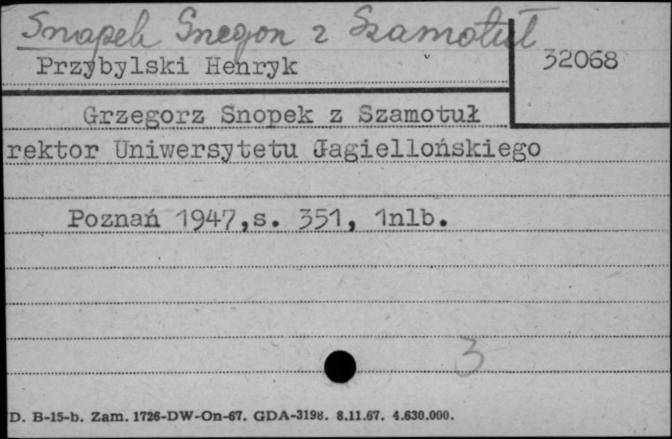 Snopek Grzegorz z Szamotuł
Przybylski Henryk
32068
Grzegorz Snopek z Szamotuł
rektor Uniwersytetu Jagiellońskiego
Poznań 1947,s. 351, 1nlb.
3
D. B-15-b. Zam. 1726-DW-On-67. GDA-3198. 8.11.67. 4.630.000.